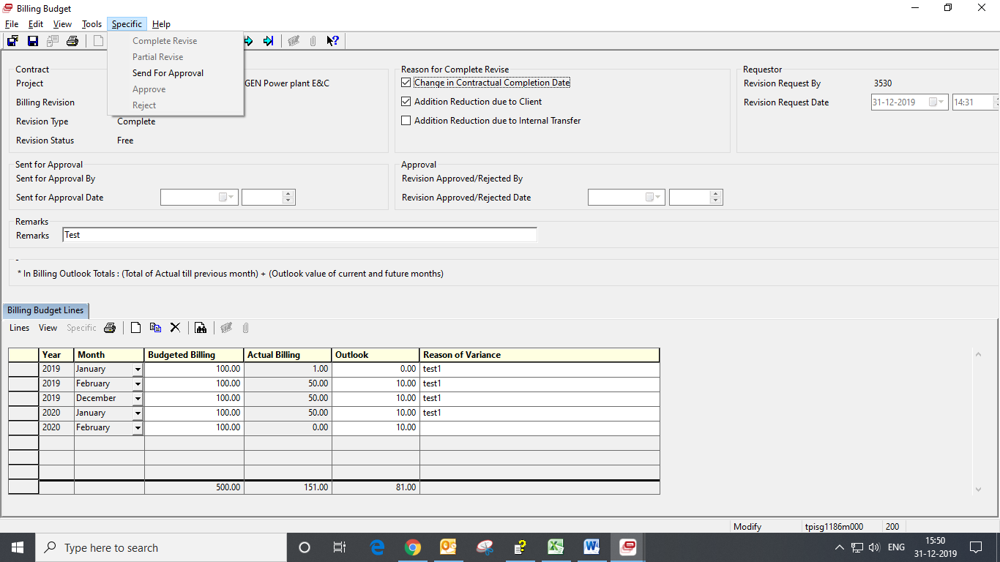 Billing Budget
File Edit View Tools Specific Help
Complete Revise
Partial Revise
Send For Approval
Approve
Reject
Contract
Project GEN Power plant E&C
Billing Revision
Revision Type Complete
Revision Status Free
Reason for Complete Revise
Change in Contractual Completion Date
Addition Reduction due to Client
Addition Reduction due to Internal Transfer
Requestor
Revision Request By 3530
Revision Request Date 31-12-2019 14:31
Sent for Approval
Sent for Approval By
Sent for Approval Date
Approval
Revision Approved/Rejected By
Revision Approved/Rejected Date
Remarks
Remarks Test
-
* In Billing Outlook Totals : (Total of Actual till previous month) + (Outlook value of current and future months)
Billing Budget Lines
Lines View Specific
Year Month Budgeted Billing Actual Billing Outlook Reason of Variance
2019 January 100.00 1.00 0.00 test1
2019 February 100.00 50.00 10.00 test1
2019 December 100.00 50.00 10.00 test1
2020 January 100.00 50.00 10.00 test1
2020 February 100.00 0.00 10.00
500.00 151.00 81.00
Modify tpisg1186m000 200
Type here to search
ENG
15:50
31-12-2019